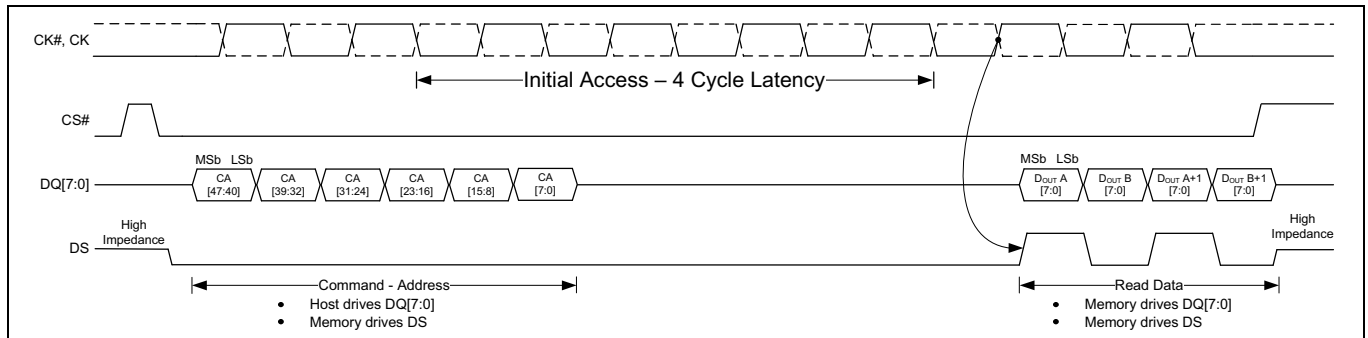 CK#, CK
Initial Access – 4 Cycle Latency
CS#
MSb LSb
MSb LSb
DQ[7:0]
CA [47:40]
CA [39:32]
CA [31:24]
CA [23:16]
CA [15:8]
CA [7:0]
DOUT A [7:0]
DOUT B [7:0]
DOUT A+1 [7:0]
DOUT B+1 [7:0]
High
Impedance
High
Impedance
DS
Command - Address
• Host drives DQ[7:0]
• Memory drives DS
Read Data
• Memory drives DQ[7:0]
• Memory drives DS